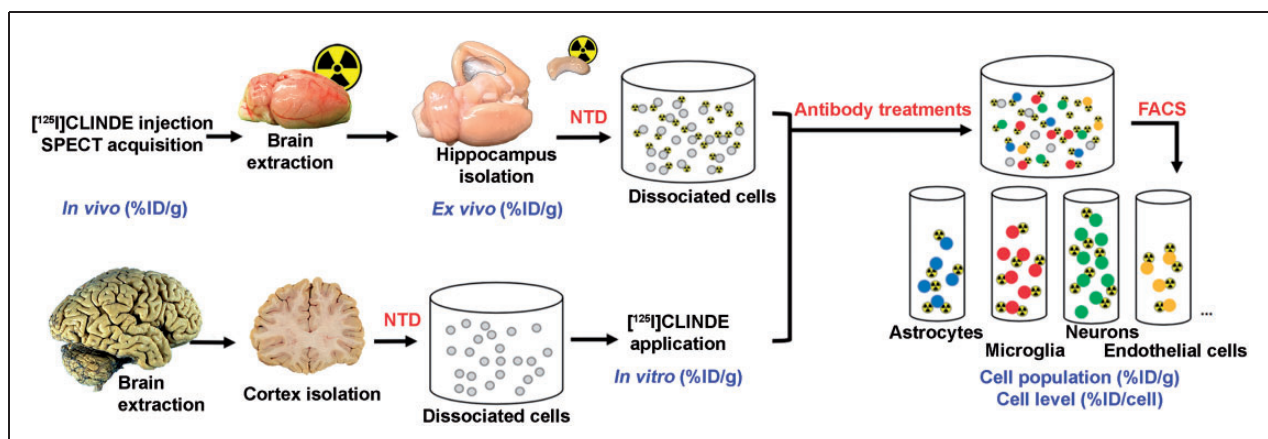 [¹²⁵I]CLINDE injection
SPECT acquisition
In vivo (%ID/g)
Brain
extraction
Hippocampus
isolation
Ex vivo (%ID/g)
NTD
Dissociated cells
Antibody treatments
FACS
Brain
extraction
Cortex isolation
NTD
Dissociated cells
[¹²⁵I]CLINDE
application
In vitro (%ID/g)
Astrocytes
Microglia
Neurons
Endothelial cells
...
Cell population (%ID/g)
Cell level (%ID/cell)